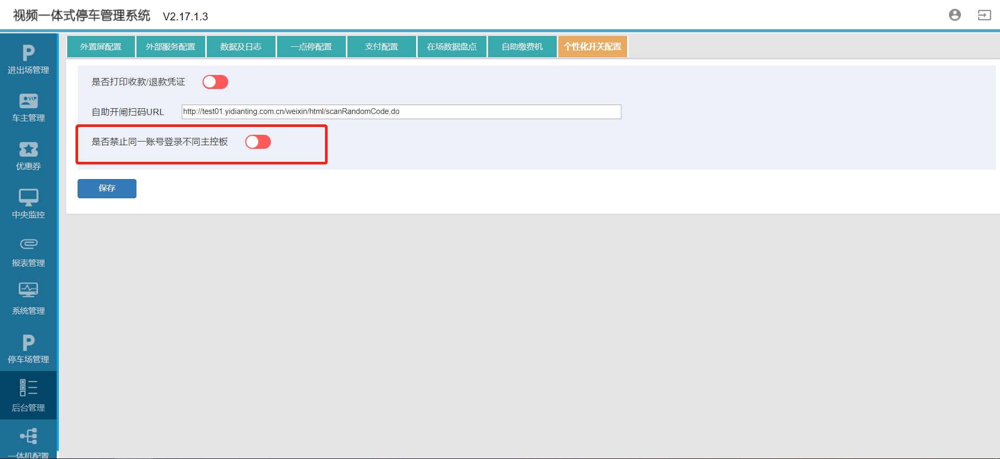 视频一体式停车管理系统 V2.17.1.3
外置屏配置 外部服务配置 数据及日志 一点停配置 支付配置 在场数据盘点 自助缴费机 个性化开关配置
进出场管理
车主管理
优惠券
中央监控
报表管理
系统管理
停车场管理
后台管理
一体机配置
VIP
是否打印收款/退款凭证
自助开闸扫码URL http://test01.yidianting.com.cn/weixin/html/scanRandomCode.do
是否禁止同一账号登录不同主控板
保存